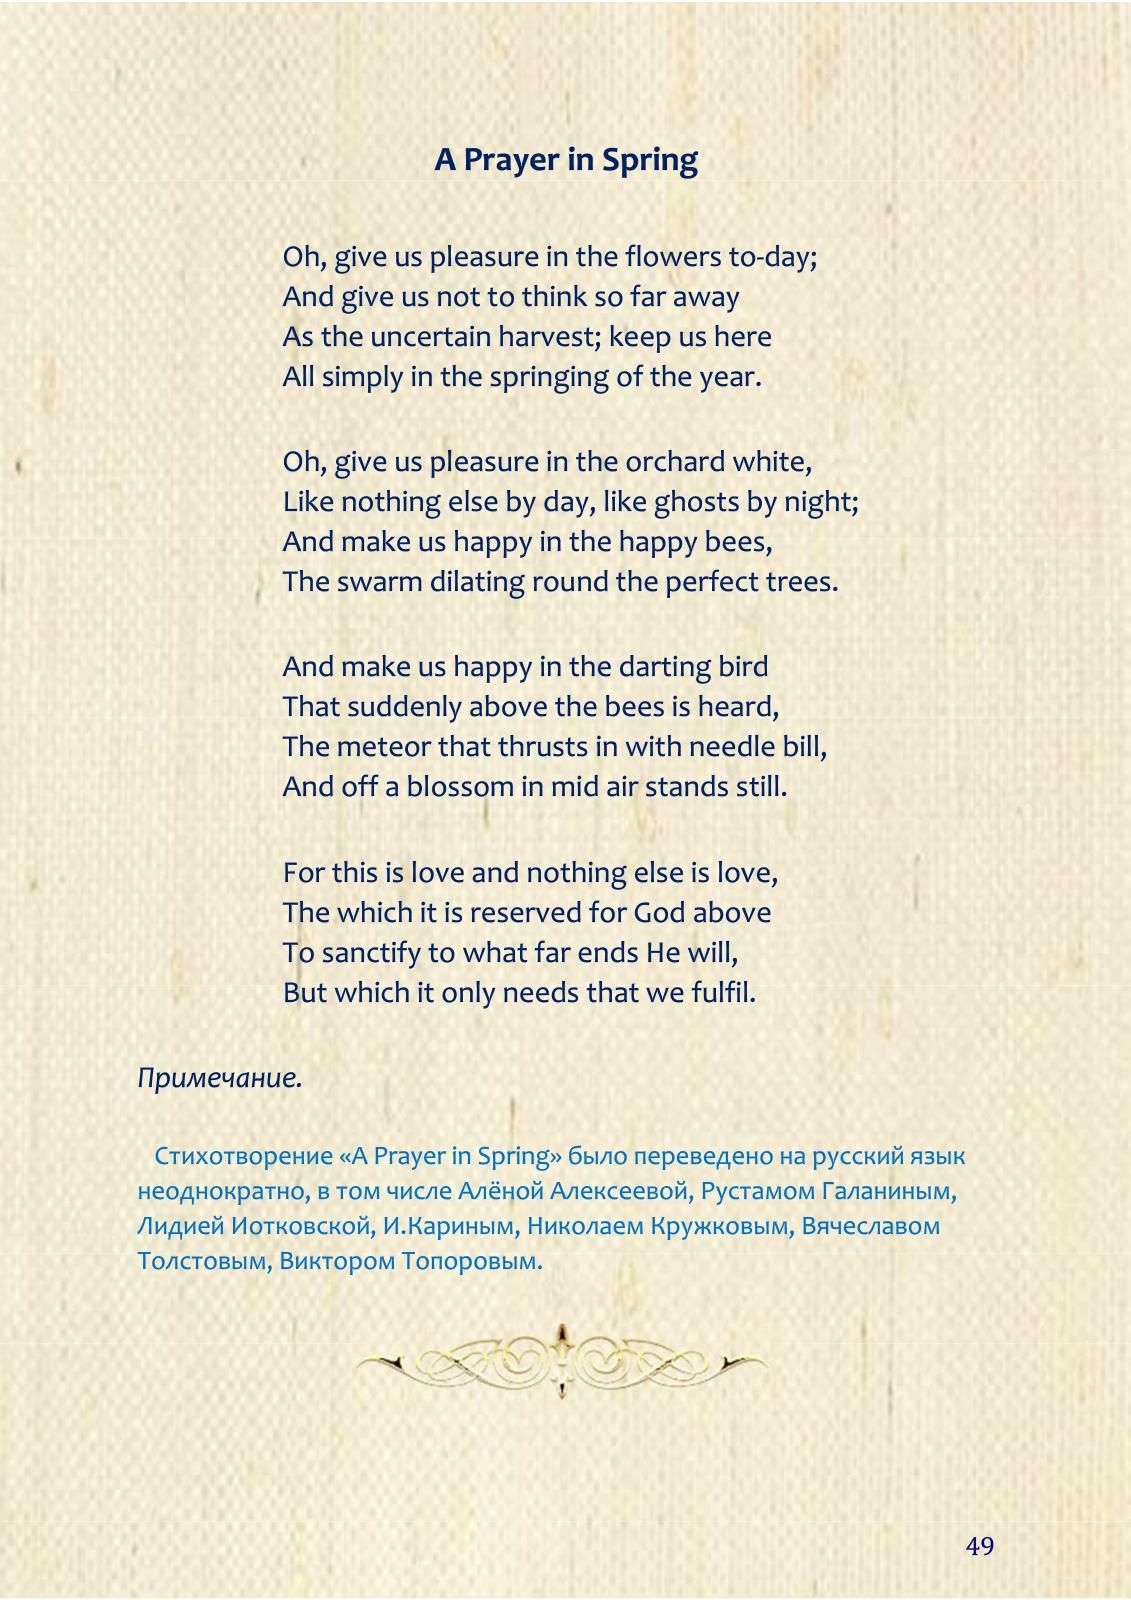 A Prayer in Spring
Oh, give us pleasure in the flowers to-day;
And give us not to think so far away
As the uncertain harvest; keep us here
All simply in the springing of the year.
Oh, give us pleasure in the orchard white,
Like nothing else by day, like ghosts by night;
And make us happy in the happy bees,
The swarm dilating round the perfect trees.
And make us happy in the darting bird
That suddenly above the bees is heard,
The meteor that thrusts in with needle bill,
And off a blossom in mid air stands still.
For this is love and nothing else is love,
The which it is reserved for God above
To sanctify to what far ends He will,
But which it only needs that we fulfil.
Примечание.
Стихотворение «A Prayer in Spring» было переведено на русский язык
неоднократно, в том числе Алёной Алексеевой, Рустамом Галаниным,
Лидией Иотковской, И.Кариным, Николаем Кружковым, Вячеславом
Толстовым, Виктором Топоровым.
49